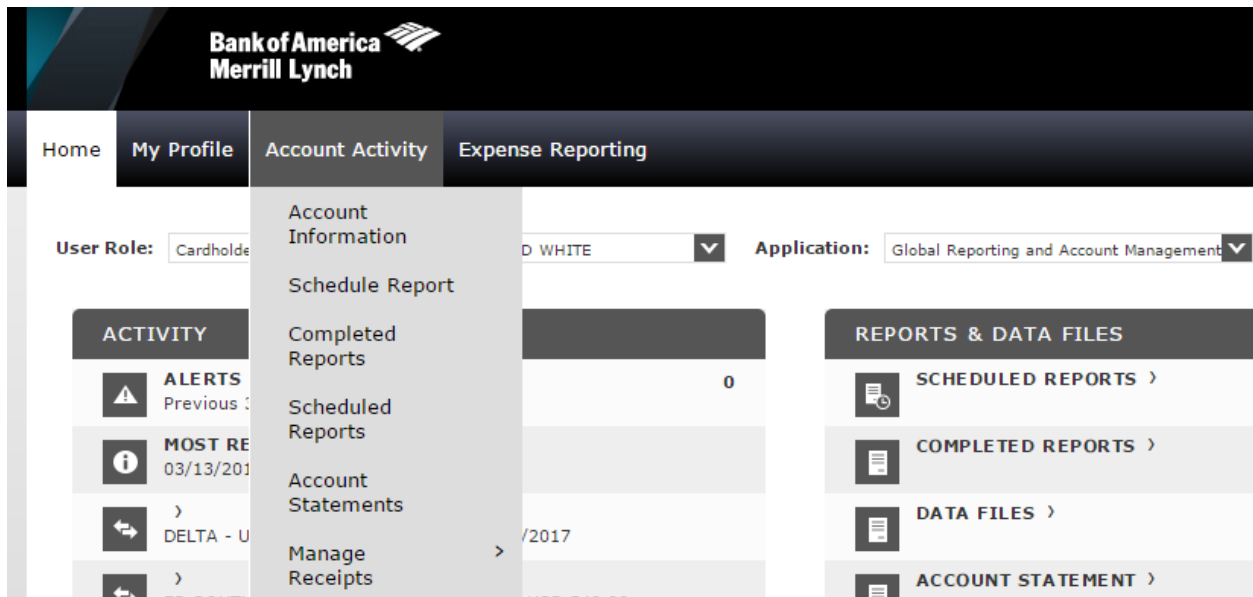 Bank of America
Merrill Lynch
Home My Profile Account Activity Expense Reporting
Account
Information
User Role: Cardholde D WHITE Application: Global Reporting and Account Management
Schedule Report
ACTIVITY
Completed
Reports
REPORTS & DATA FILES
ALERTS 0
Previous
SCHEDULED REPORTS >
Scheduled
Reports
MOST RE
03/13/201
COMPLETED REPORTS >
Account
Statements
>
DELTA - U /2017
DATA FILES >
Manage >
Receipts
>
ACCOUNT STATEMENT >